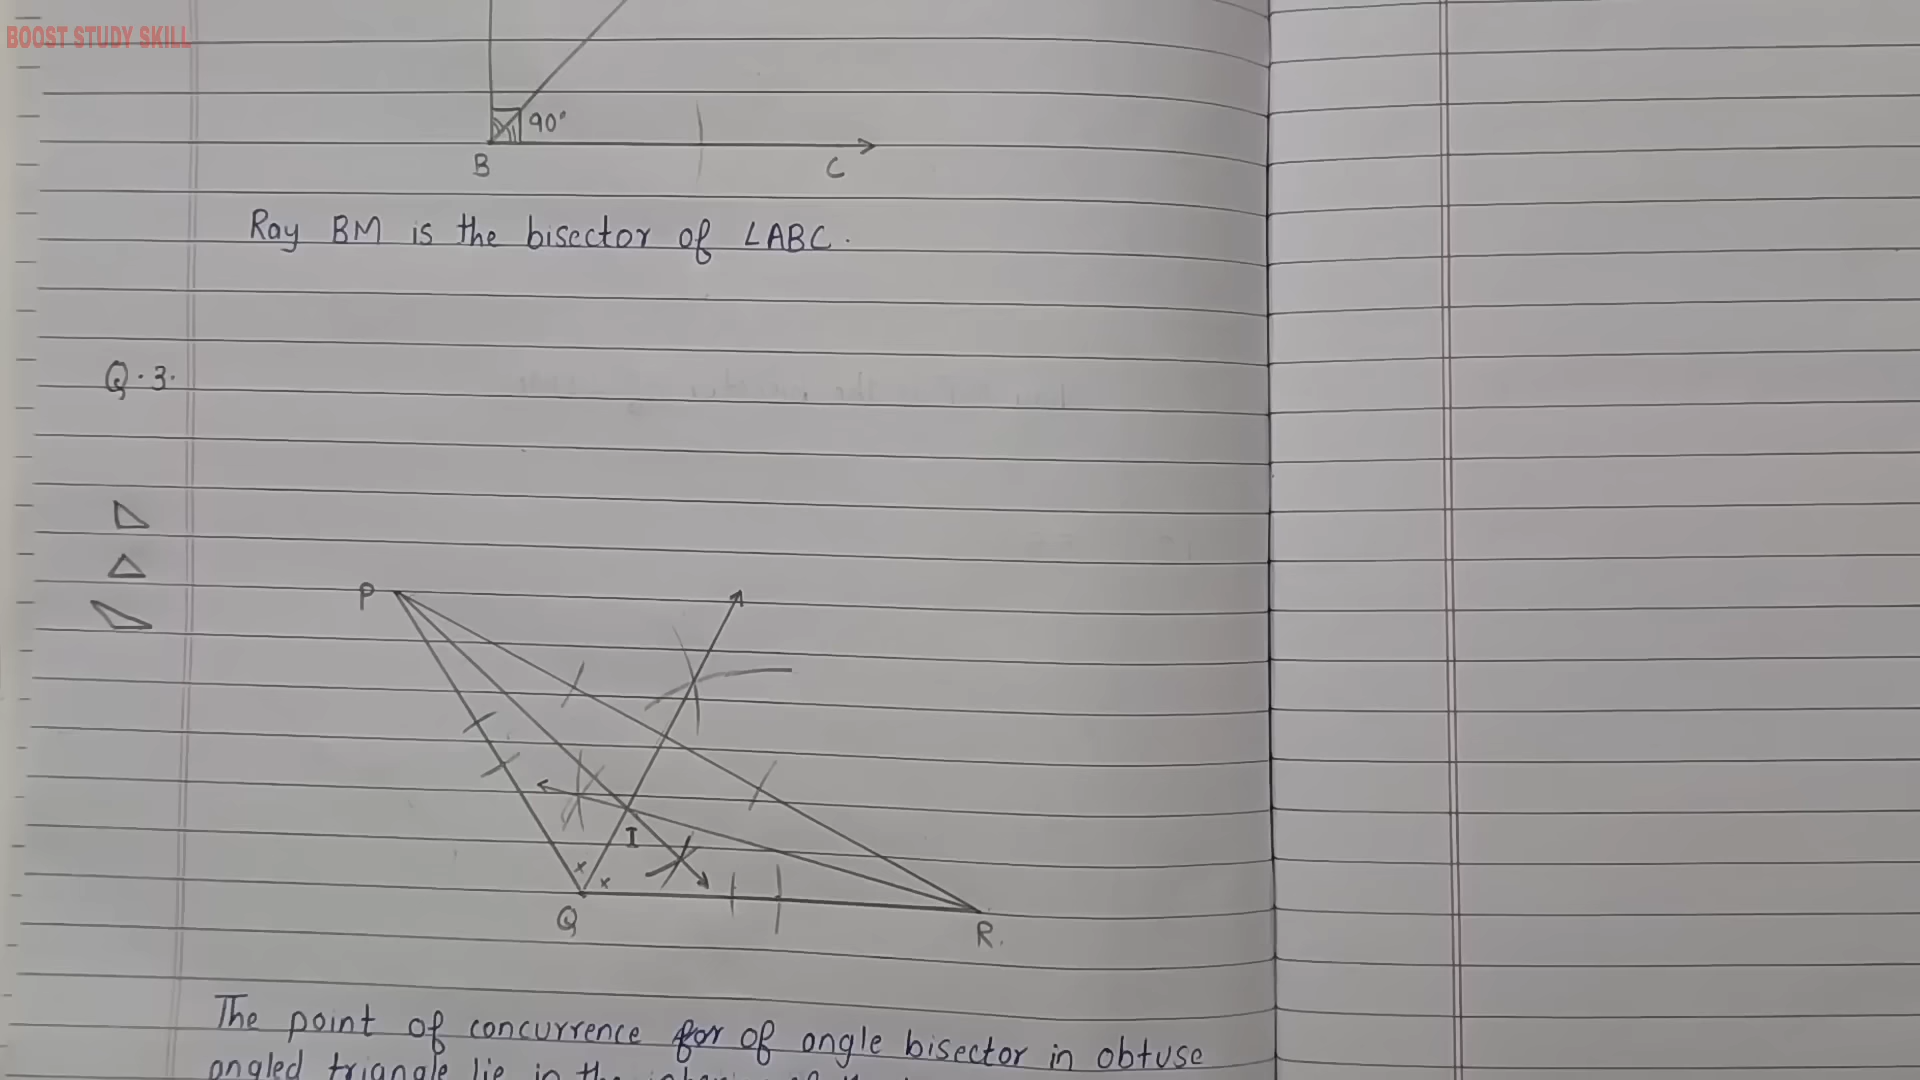 BOOST STUDY SKILL
90°
B
C
Ray BM is the bisector of ∠ABC.
Q.3.
P
I
x
x
Q
R.
The point of concurrence for of angle bisector in obtuse
angled triangle lie in the